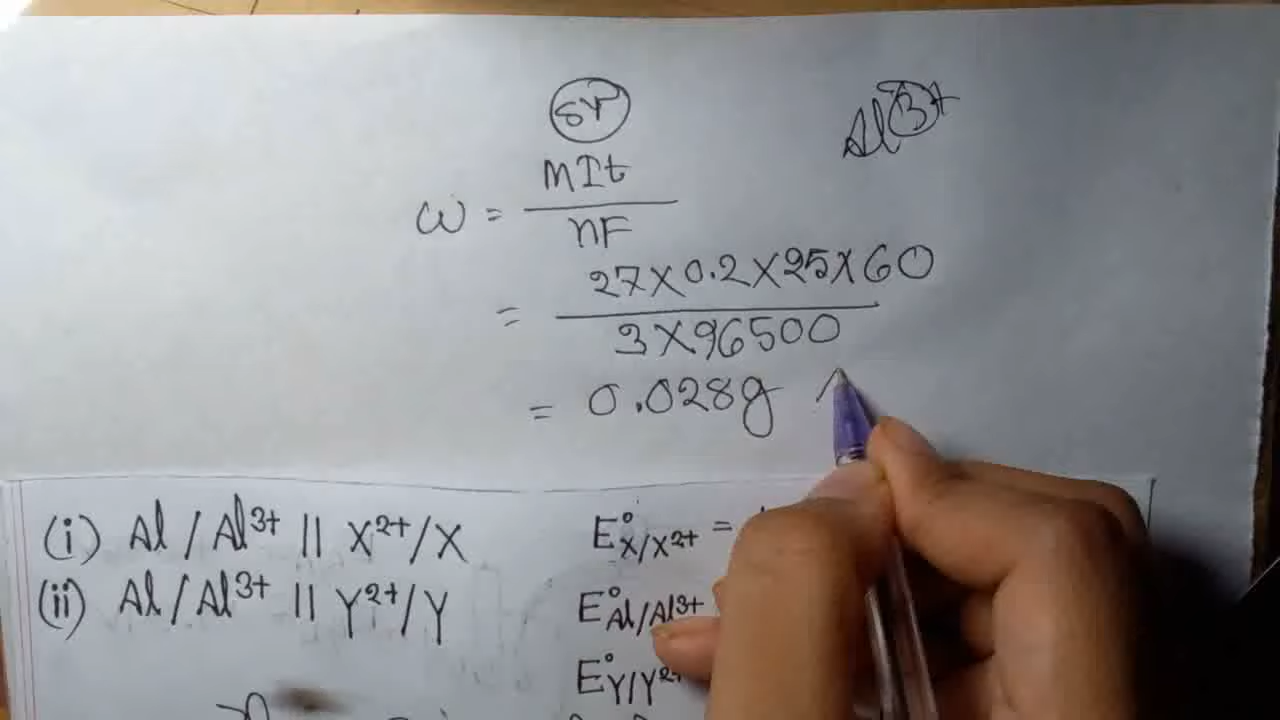 Al³⁺
mIt
ω = ―――
nF
= 27×0.2×25×60
3×96500
= 0.028g
(i) Al / Al³⁺ || X²⁺/X
(ii) Al / Al³⁺ || Y²⁺/Y
E°X/X²⁺ =
E°Al/Al³⁺
E°Y/Y²⁺